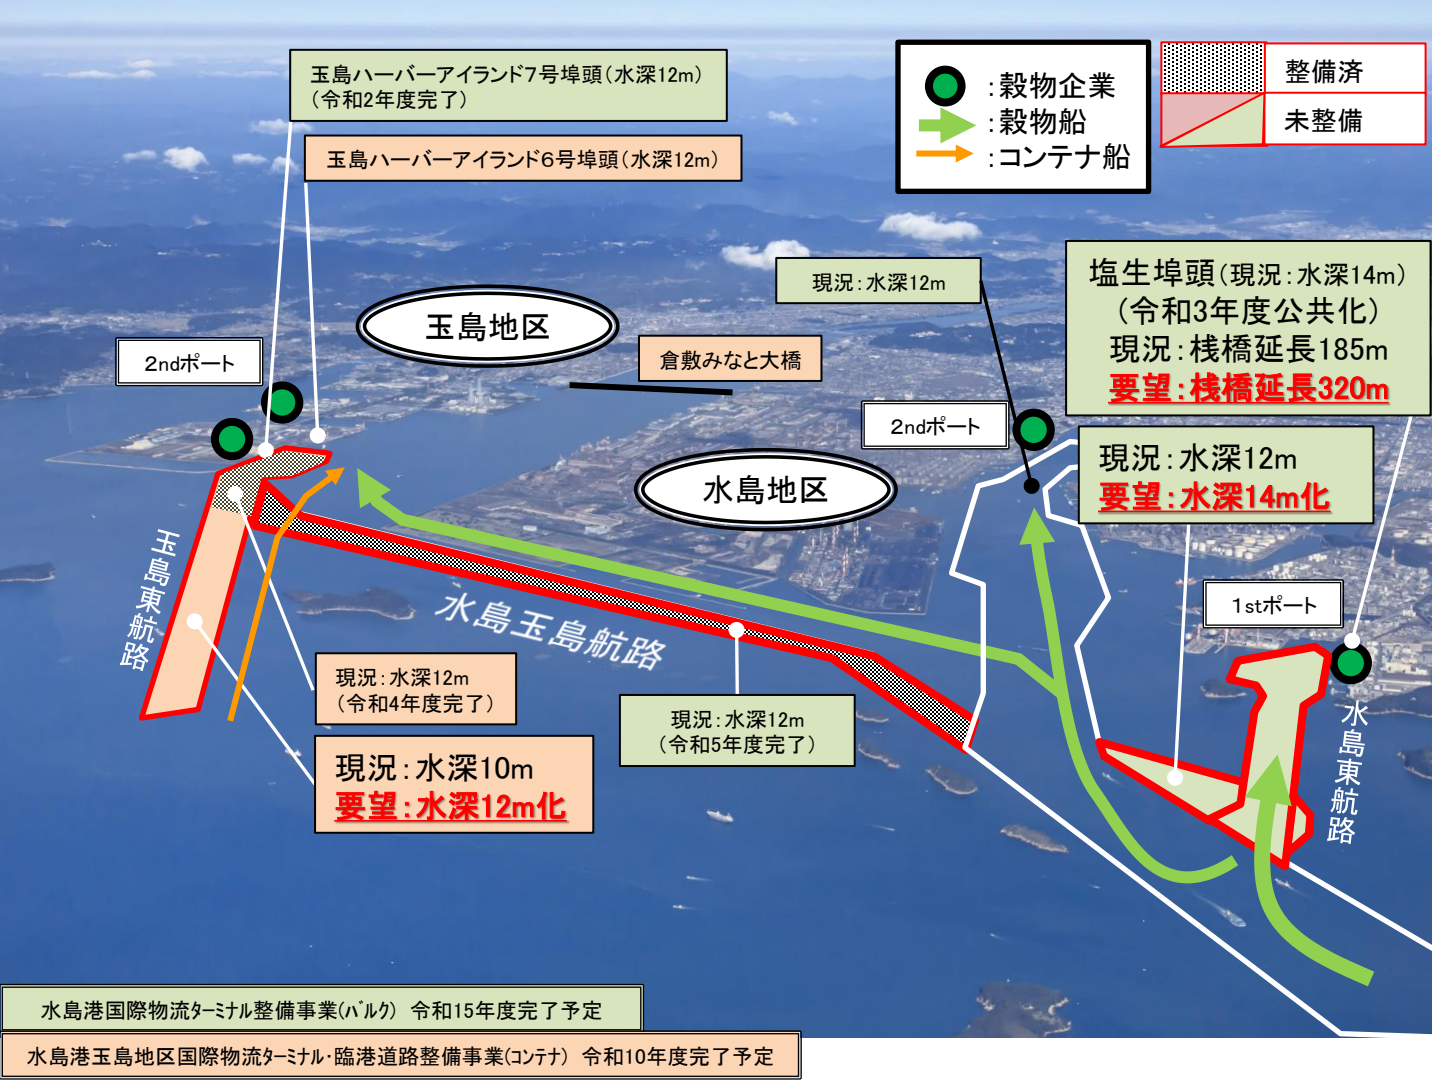 玉島ハーバーアイランド7号埠頭（水深12m）
（令和2年度完了）
玉島ハーバーアイランド6号埠頭（水深12m）
：穀物企業
：穀物船
：コンテナ船
整備済
未整備
現況：水深12m
塩生埠頭（現況：水深14m）
（令和3年度公共化）
現況：桟橋延長185m
要望：桟橋延長320m
玉島地区
倉敷みなと大橋
2ndポート
2ndポート
水島地区
現況：水深12m
要望：水深14m化
1stポート
玉島東航路
水島玉島航路
現況：水深12m
（令和4年度完了）
現況：水深12m
（令和5年度完了）
水島東航路
現況：水深10m
要望：水深12m化
水島港国際物流ﾀｰﾐﾅﾙ整備事業(ﾊﾞﾙｸ) 令和15年度完了予定
水島港玉島地区国際物流ﾀｰﾐﾅﾙ･臨港道路整備事業(ｺﾝﾃﾅ) 令和10年度完了予定